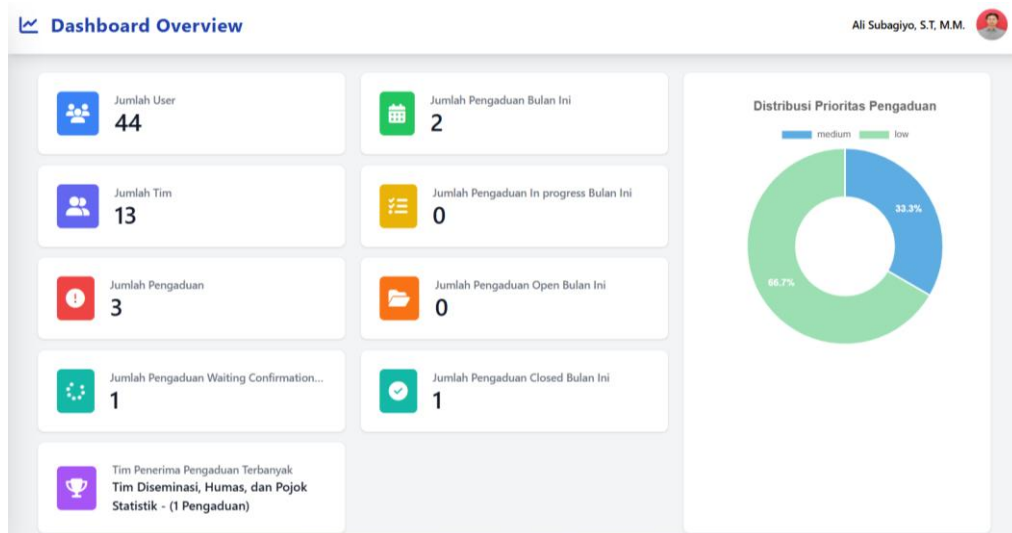 Dashboard Overview
Ali Subagiyo, S.T, M.M.
Jumlah User
44
Jumlah Pengaduan Bulan Ini
2
Jumlah Tim
13
Jumlah Pengaduan In progress Bulan Ini
0
Jumlah Pengaduan
3
Jumlah Pengaduan Open Bulan Ini
0
Jumlah Pengaduan Waiting Confirmation...
1
Jumlah Pengaduan Closed Bulan Ini
1
Tim Penerima Pengaduan Terbanyak
Tim Diseminasi, Humas, dan Pojok
Statistik - (1 Pengaduan)
Distribusi Prioritas Pengaduan
medium low
33.3%
66.7%